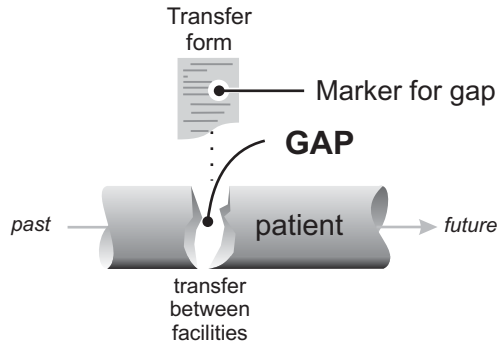 Transfer
form
Marker for gap
GAP
past
patient
future
transfer
between
facilities